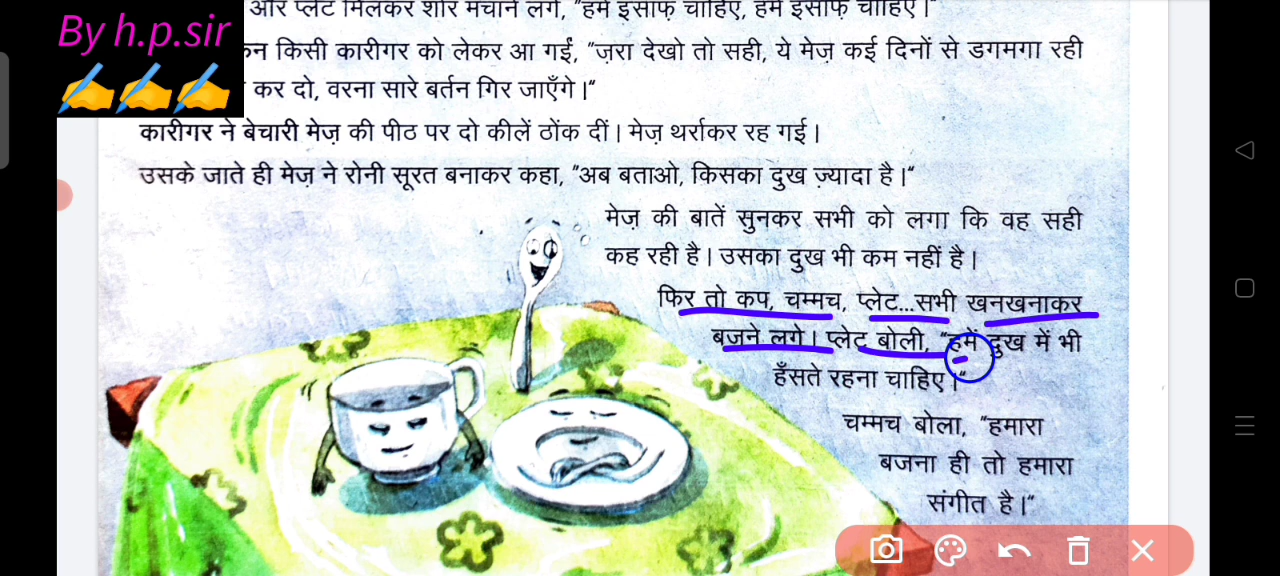 By h.p.sir
और प्लेट मिलकर शोर मचाने लगे, "हमें इंसाफ़ चाहिए, हमें इंसाफ़ चाहिए।"
किसी कारीगर को लेकर आ गईं, "ज़रा देखो तो सही, ये मेज़ कई दिनों से डगमगा रही
कर दो, वरना सारे बर्तन गिर जाएँगे।"
कारीगर ने बेचारी मेज़ की पीठ पर दो कीलें ठोंक दीं। मेज़ थर्राकर रह गई।
उसके जाते ही मेज़ ने रोनी सूरत बनाकर कहा, "अब बताओ, किसका दुख ज़्यादा है।"
मेज़ की बातें सुनकर सभी को लगा कि वह सही
कह रही है। उसका दुख भी कम नहीं है।
फिर तो कप, चम्मच, प्लेट...सभी खनखनाकर
बजने लगे। प्लेट बोली, "हमें दुख में भी
हँसते रहना चाहिए।"
चम्मच बोला, "हमारा
बजना ही तो हमारा
संगीत है।"